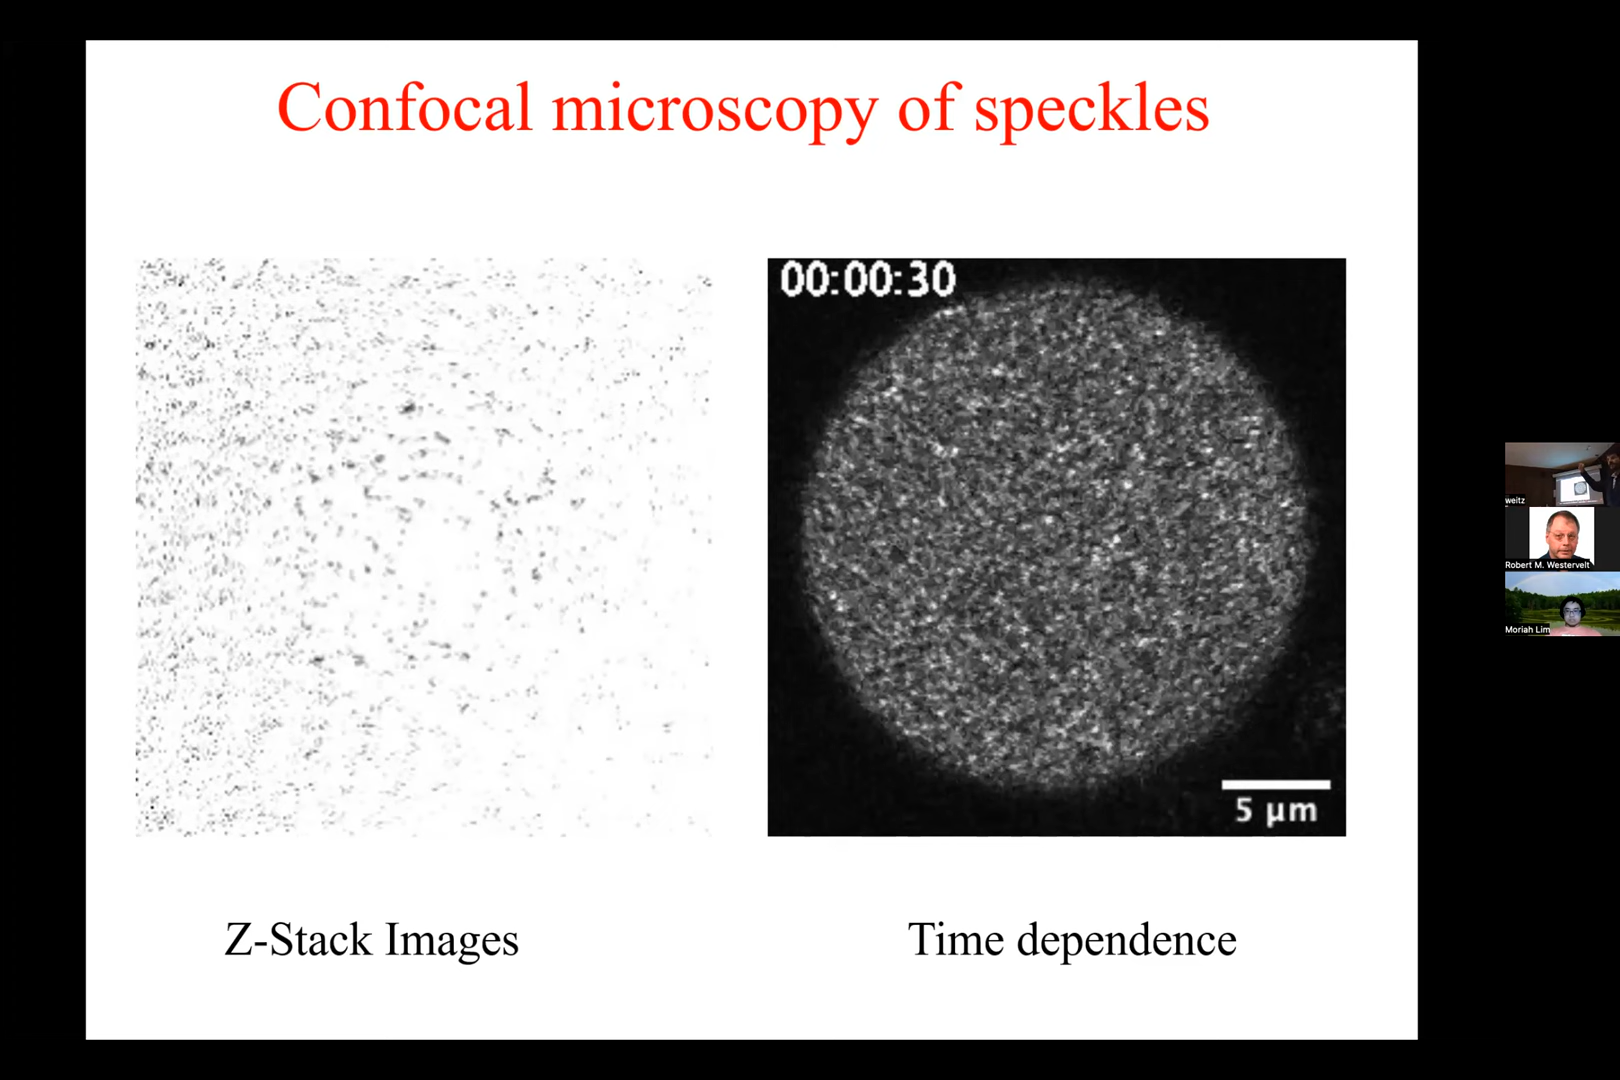 Confocal microscopy of speckles
00:00:30
5 µm
Z-Stack Images
Time dependence
weitz
Robert M. Westervelt
Moriah Lim